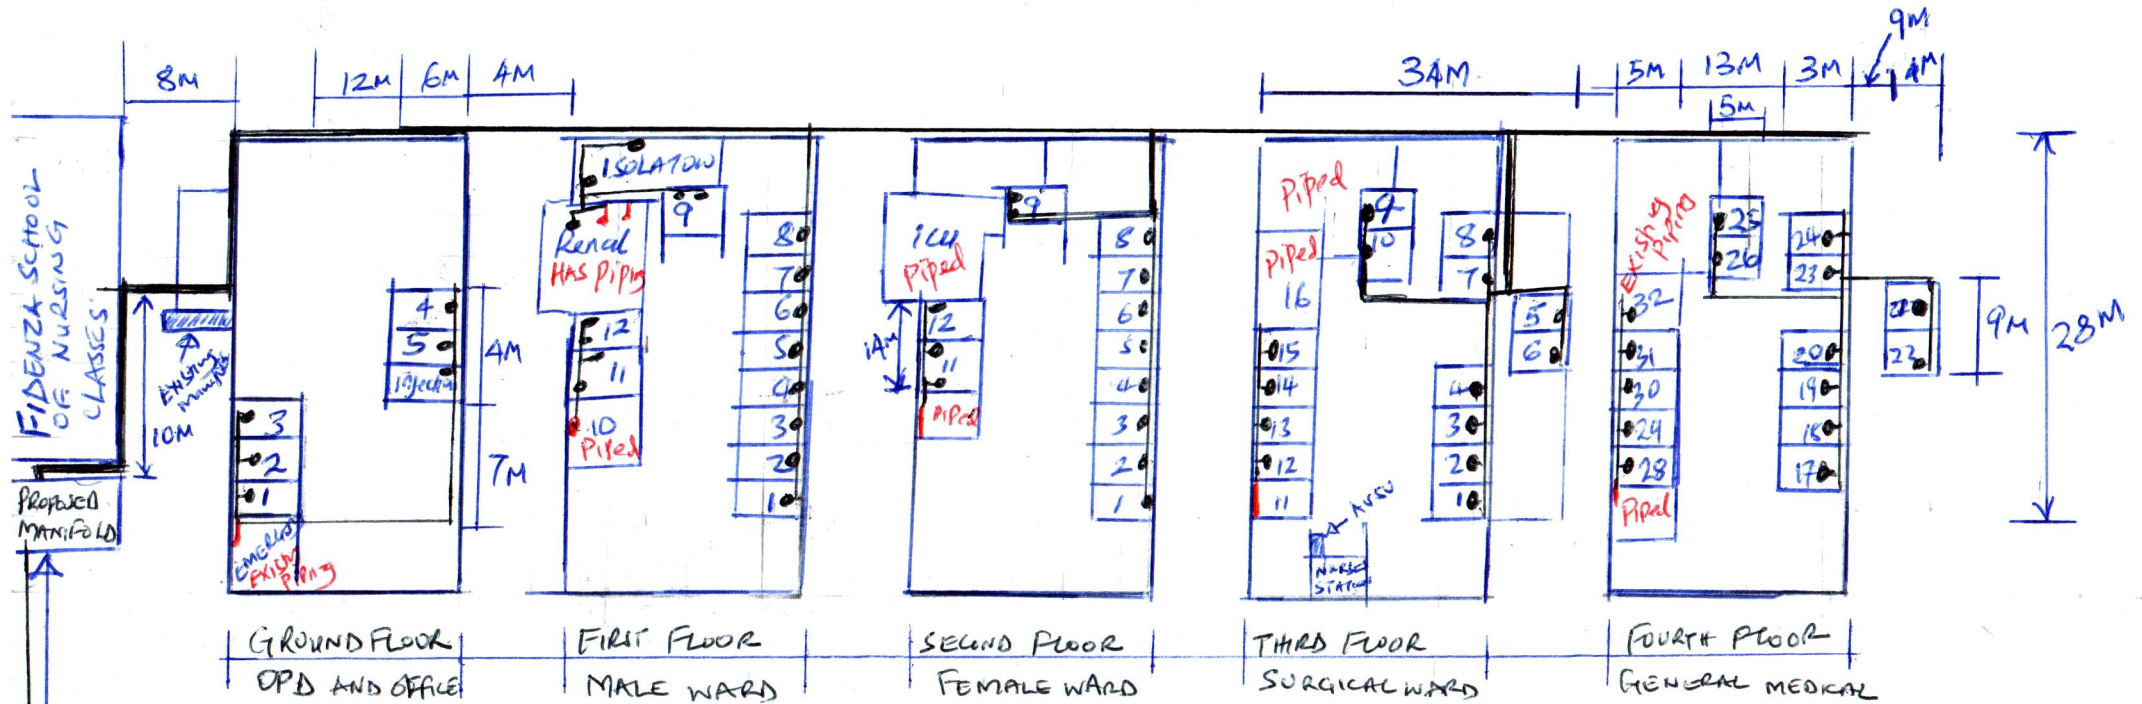 8M
12M
6M
4M
34M
5M
13M
3M
9M
4M
5M
FIDENZA SCHOOL
OF NURSING
CLASSES
EXISTING
10M
PROPOSED
MANIFOLD
4
5
injection
4M
7M
3
2
1
EXISTING
PIPING
ISOLATION
9
Renal
HAS Piping
12
11
10
Piped
8
7
6
5
4
3
2
1
9
icu
Piped
14M
12
11
Piped
8
7
6
5
4
3
2
1
Piped
Piped
16
15
14
13
12
11
9
10
8
7
5
6
4
3
2
1
NURSES
STATION
Existing
Piping
32
31
30
29
28
Piped
25
26
24
23
20
19
18
17
22
9M
28M
GROUND FLOOR
OPD AND OFFICE
FIRST FLOOR
MALE WARD
SECOND FLOOR
FEMALE WARD
THIRD FLOOR
SURGICAL WARD
FOURTH FLOOR
GENERAL MEDICAL